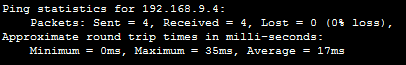 Ping statistics for 192.168.9.4:
    Packets: Sent = 4, Received = 4, Lost = 0 (0% loss),
Approximate round trip times in milli-seconds:
    Minimum = 0ms, Maximum = 35ms, Average = 17ms